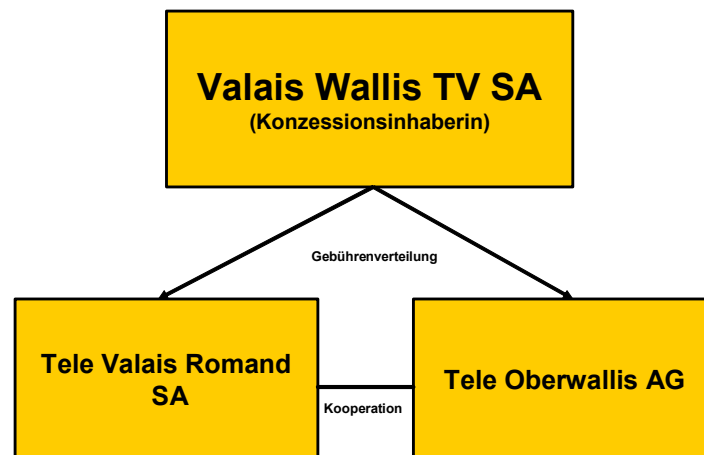 Valais Wallis TV SA
(Konzessionsinhaberin)
Gebührenverteilung
Tele Valais Romand
SA
Tele Oberwallis AG
Kooperation